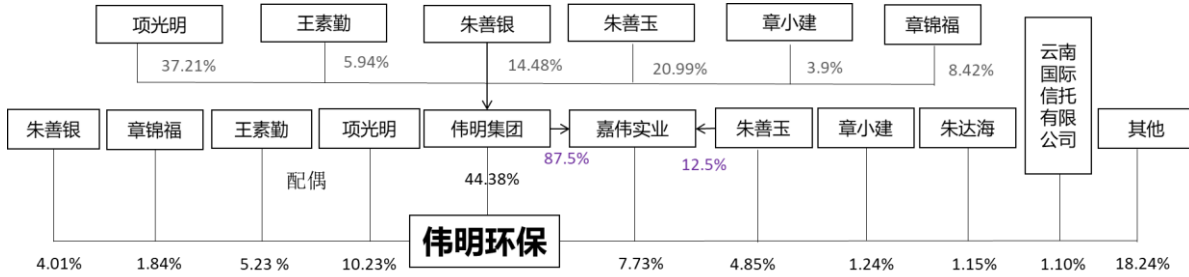 项光明
王素勤
朱善银
朱善玉
章小建
章锦福
云南
国际
信托
有限
公司
37.21%
5.94%
14.48%
20.99%
3.9%
8.42%
朱善银
章锦福
王素勤
项光明
伟明集团
嘉伟实业
朱善玉
章小建
朱达海
其他
87.5%
12.5%
配偶
44.38%
伟明环保
4.01%
1.84%
5.23 %
10.23%
7.73%
4.85%
1.24%
1.15%
1.10%
18.24%